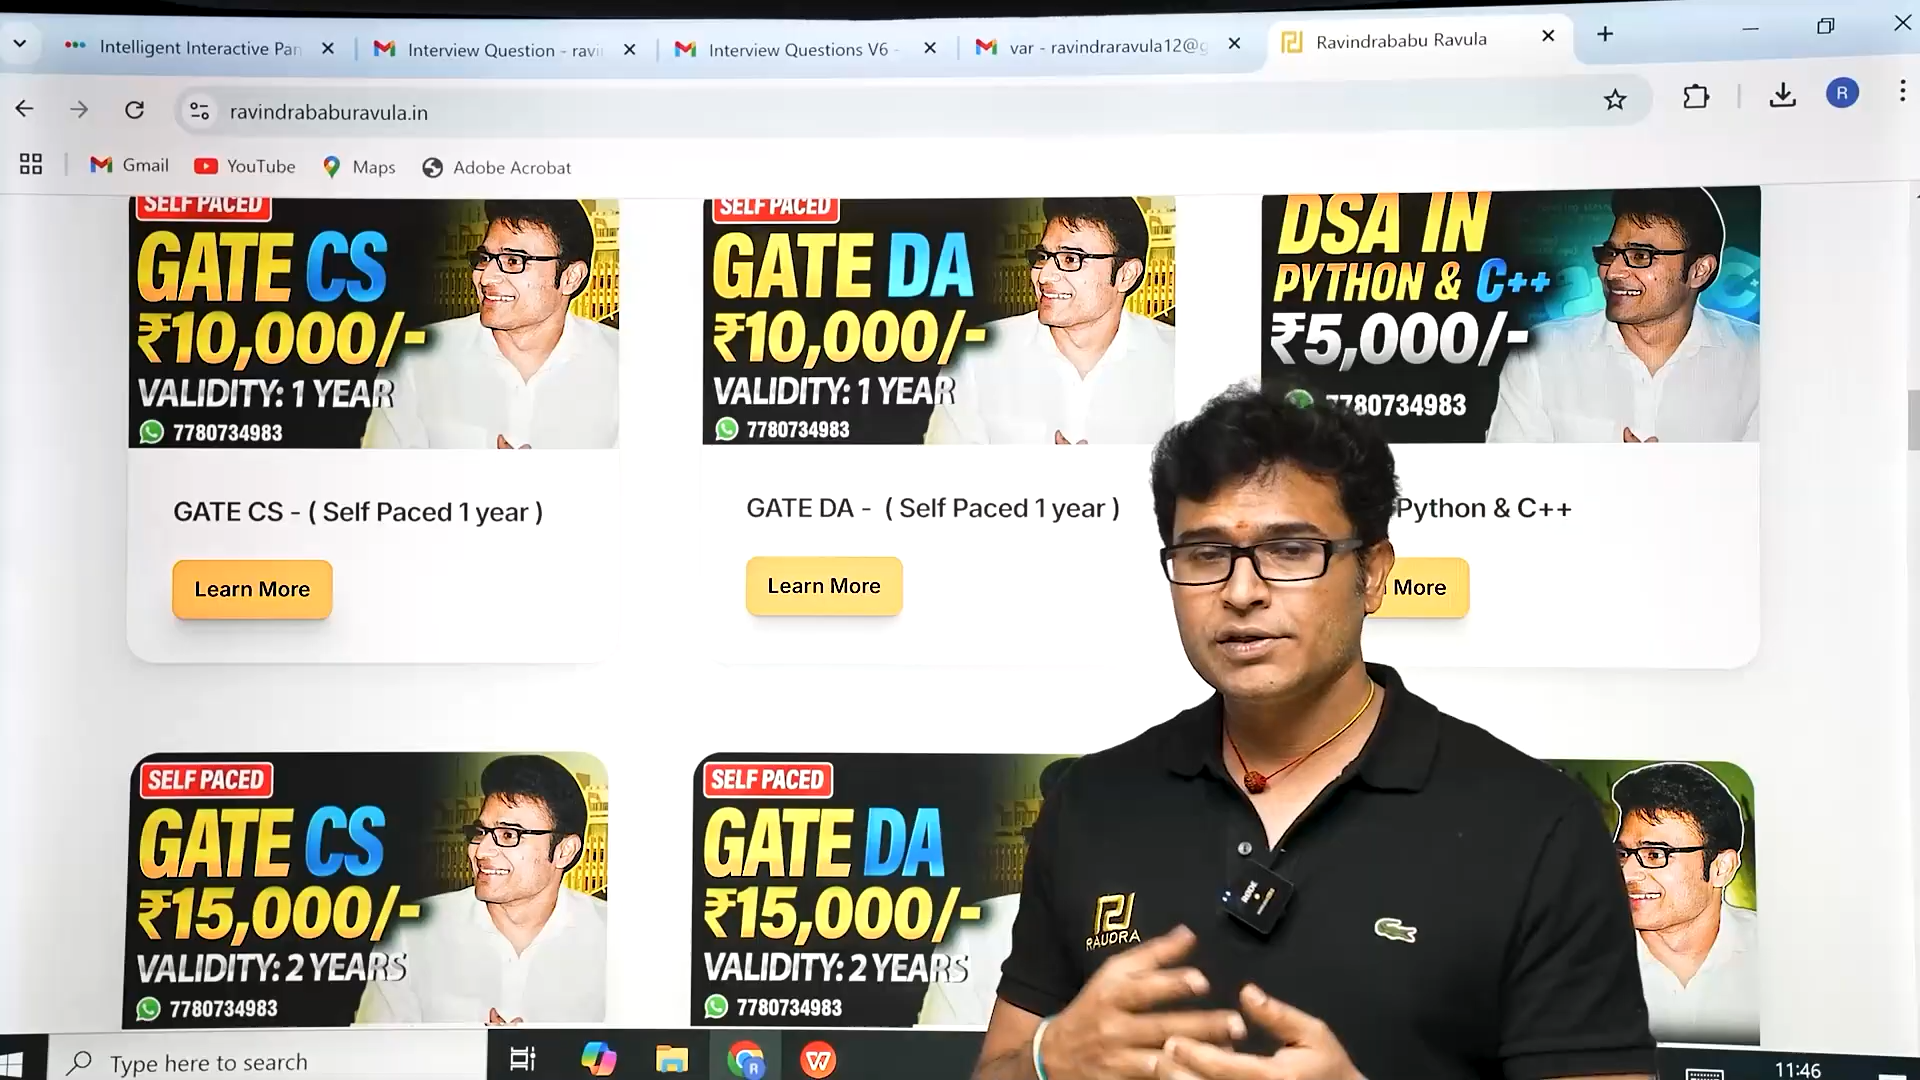 Intelligent Interactive Pan
Interview Question - ravi
Interview Questions V6 -
var - ravindraravula12@g
Ravindrababu Ravula
ravindrababuravula.in
R
Gmail
YouTube
Maps
Adobe Acrobat
SELF PACED
GATE CS
₹10,000/-
VALIDITY: 1 YEAR
7780734983
GATE CS - ( Self Paced 1 year )
Learn More
SELF PACED
GATE DA
₹10,000/-
VALIDITY: 1 YEAR
7780734983
GATE DA - ( Self Paced 1 year )
Learn More
DSA IN
PYTHON & C++
₹5,000/-
7780734983
Python & C++
More
SELF PACED
GATE CS
₹15,000/-
VALIDITY: 2 YEARS
7780734983
SELF PACED
GATE DA
₹15,000/-
VALIDITY: 2 YEARS
7780734983
RAUDRA
RODE
Type here to search
11:46